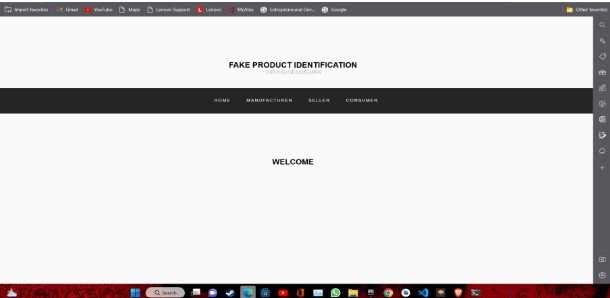 Import favorites Gmail YouTube Maps Lenovo Support Lenovo McAfee Entrepreneurial Dev... Google Other favorites
FAKE PRODUCT IDENTIFICATION
THROUGH BLOCKCHAIN
HOME MANUFACTURER SELLER CONSUMER
WELCOME
Search